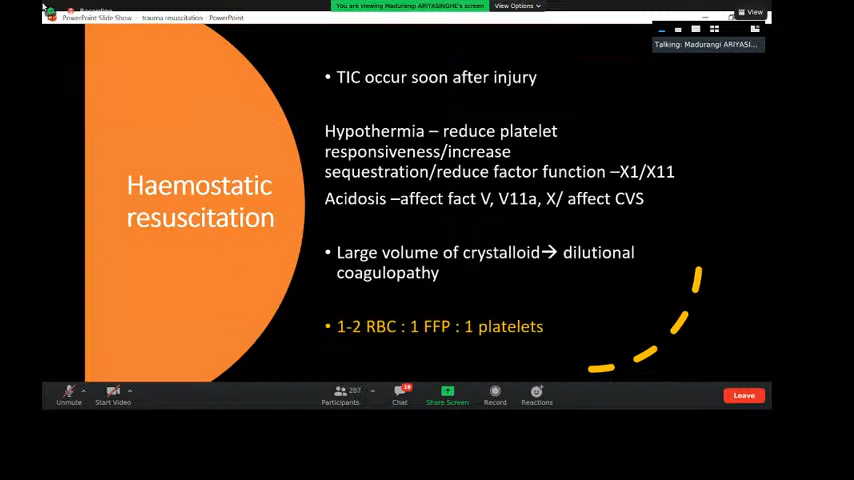 Recording
You are viewing Madurangi ARIYASINGHE's screen
View Options
PowerPoint Slide Show - trauma resuscitation - PowerPoint
View
Talking: Madurangi ARIYASI...
• TIC occur soon after injury
Hypothermia – reduce platelet
responsiveness/increase
sequestration/reduce factor function –X1/X11
Acidosis –affect fact V, V11a, X/ affect CVS
Haemostatic
resuscitation
• Large volume of crystalloid→ dilutional
coagulopathy
• 1-2 RBC : 1 FFP : 1 platelets
Unmute
Start Video
Participants
287
Chat
19
Share Screen
Record
Reactions
Leave